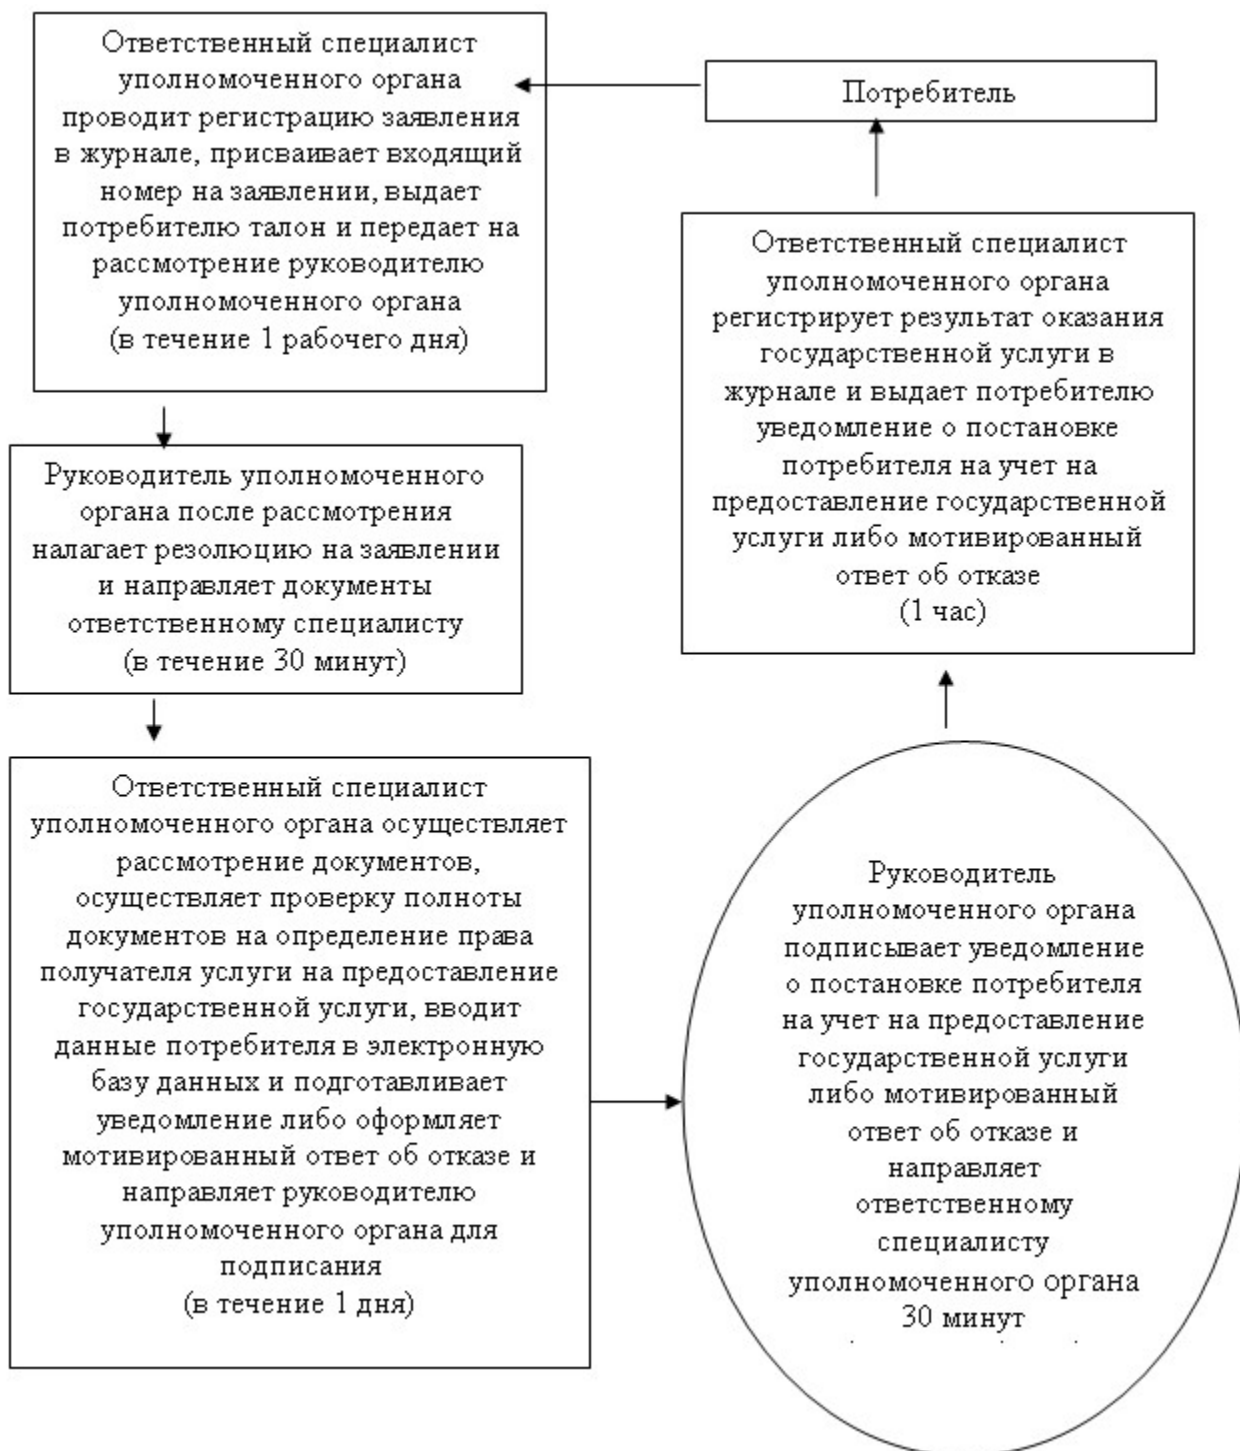 Ответственный специалист
уполномоченного органа
проводит регистрацию заявления
в журнале, присваивает входящий
номер на заявлении, выдает
потребителю талон и передает на
рассмотрение руководителю
уполномоченного органа
(в течение 1 рабочего дня)
Потребитель
Руководитель уполномоченного
органа после рассмотрения
налагает резолюцию на заявлении
и направляет документы
ответственному специалисту
(в течение 30 минут)
Ответственный специалист
уполномоченного органа осуществляет
рассмотрение документов,
осуществляет проверку полноты
документов на определение права
получателя услуги на предоставление
государственной услуги, вводит
данные потребителя в электронную
базу данных и подготавливает
уведомление либо оформляет
мотивированный ответ об отказе и
направляет руководителю
уполномоченного органа для
подписания
(в течение 1 дня)
Руководитель
уполномоченного органа
подписывает уведомление
о постановке потребителя
на учет на предоставление
государственной услуги
либо мотивированный
ответ об отказе и
направляет
ответственному
специалисту
уполномоченного органа
30 минут
Ответственный специалист
уполномоченного органа
регистрирует результат оказания
государственной услуги в
журнале и выдает потребителю
уведомление о постановке
потребителя на учет на
предоставление государственной
услуги либо мотивированный
ответ об отказе
(1 час)